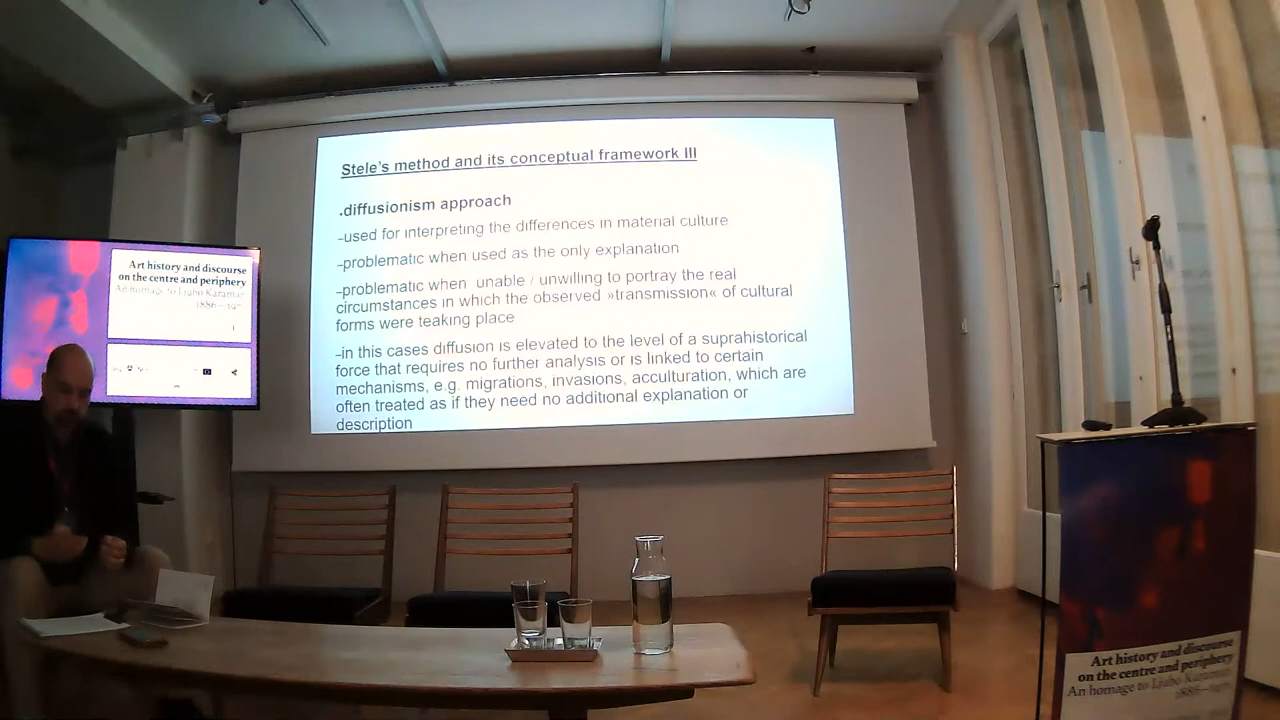 Stele's method and its conceptual framework III
.diffusionism approach
-used for interpreting the differences in material culture
-problematic when used as the only explanation
-problematic when unable / unwilling to portray the real
circumstances in which the observed »transmission« of cultural
forms were teaking place
-in this cases diffusion is elevated to the level of a suprahistorical
force that requires no further analysis or is linked to certain
mechanisms, e.g. migrations, invasions, acculturation, which are
often treated as if they need no additional explanation or
description
Art history and discourse
on the centre and periphery
An homage to Ljubo Karaman
Art history and discourse
on the centre and periphery
An homage to Ljubo Karaman